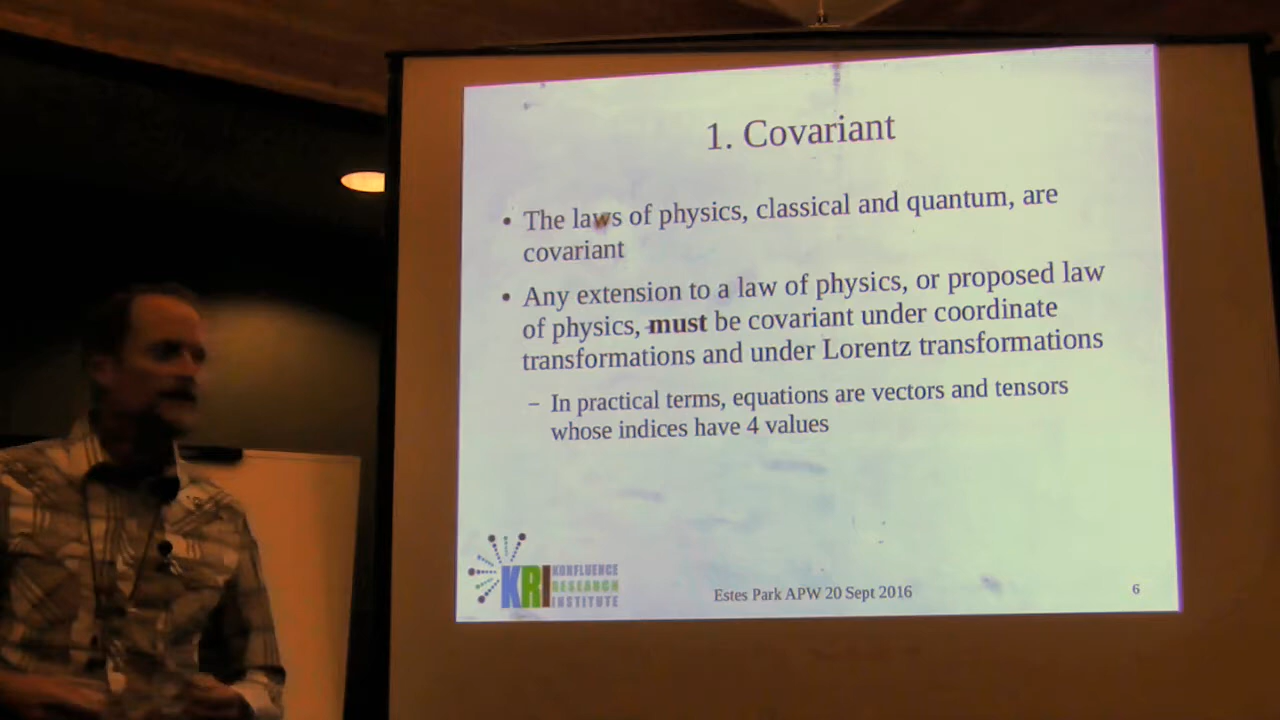 1. Covariant
• The laws of physics, classical and quantum, are
covariant
• Any extension to a law of physics, or proposed law
of physics, must be covariant under coordinate
transformations and under Lorentz transformations
– In practical terms, equations are vectors and tensors
whose indices have 4 values
KRI
KONFLUENCE
RESEARCH
INSTITUTE
Estes Park APW 20 Sept 2016
6